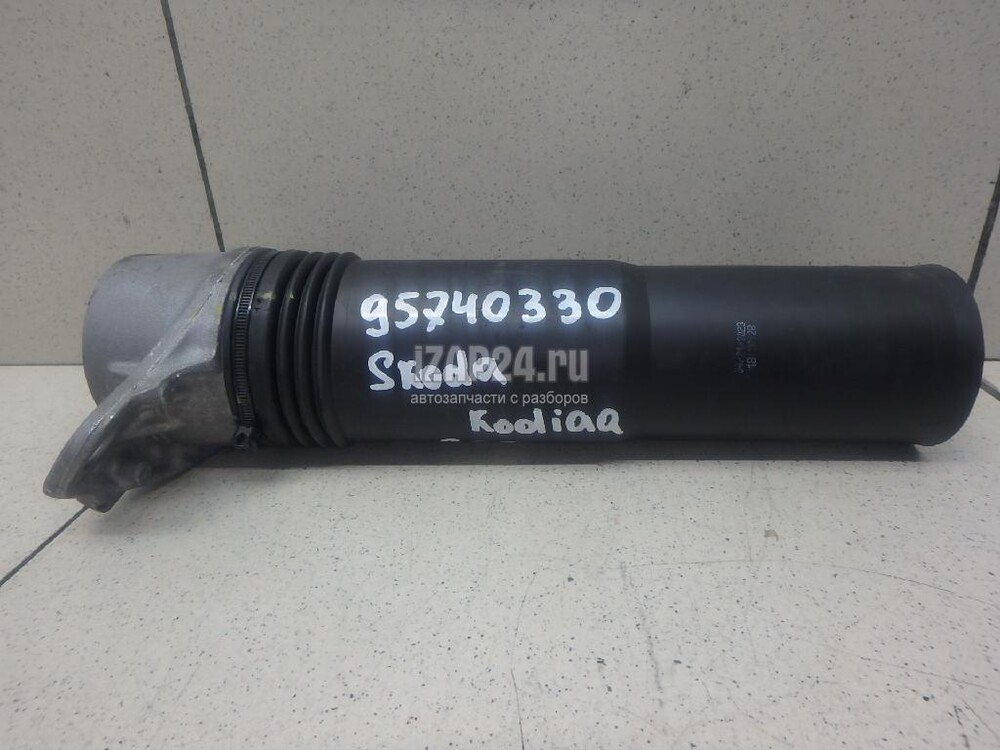 95740330
Skoda
iZAP24.ru
автозапчасти с разборов
Kodiaq